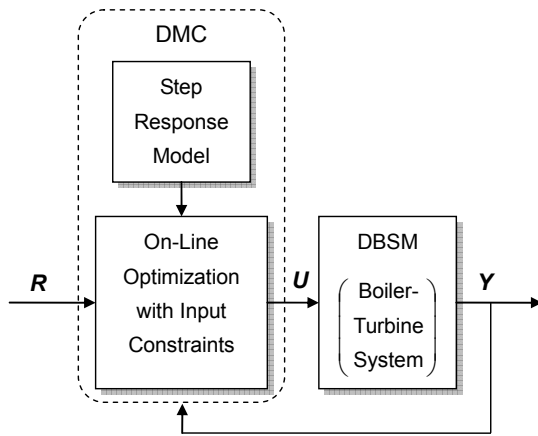 DMC
Step
Response
Model
On-Line
Optimization
with Input
Constraints
R
U
DBSM
Boiler-
Turbine
System
Y